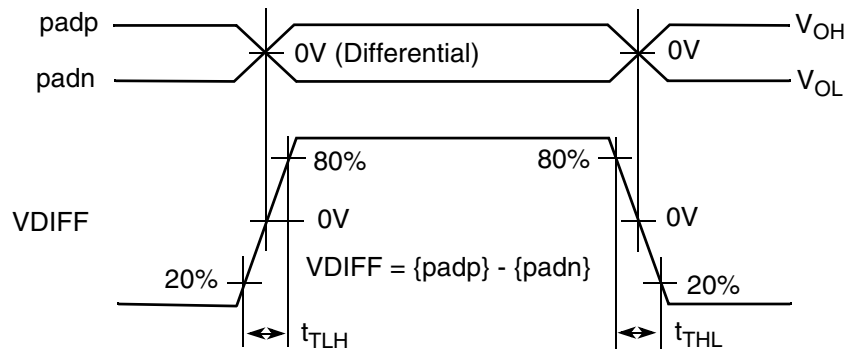 padp
V_OH
0V (Differential)
0V
padn
V_OL
80%
80%
VDIFF
0V
0V
VDIFF = {padp} - {padn}
20%
20%
t_TLH
t_THL